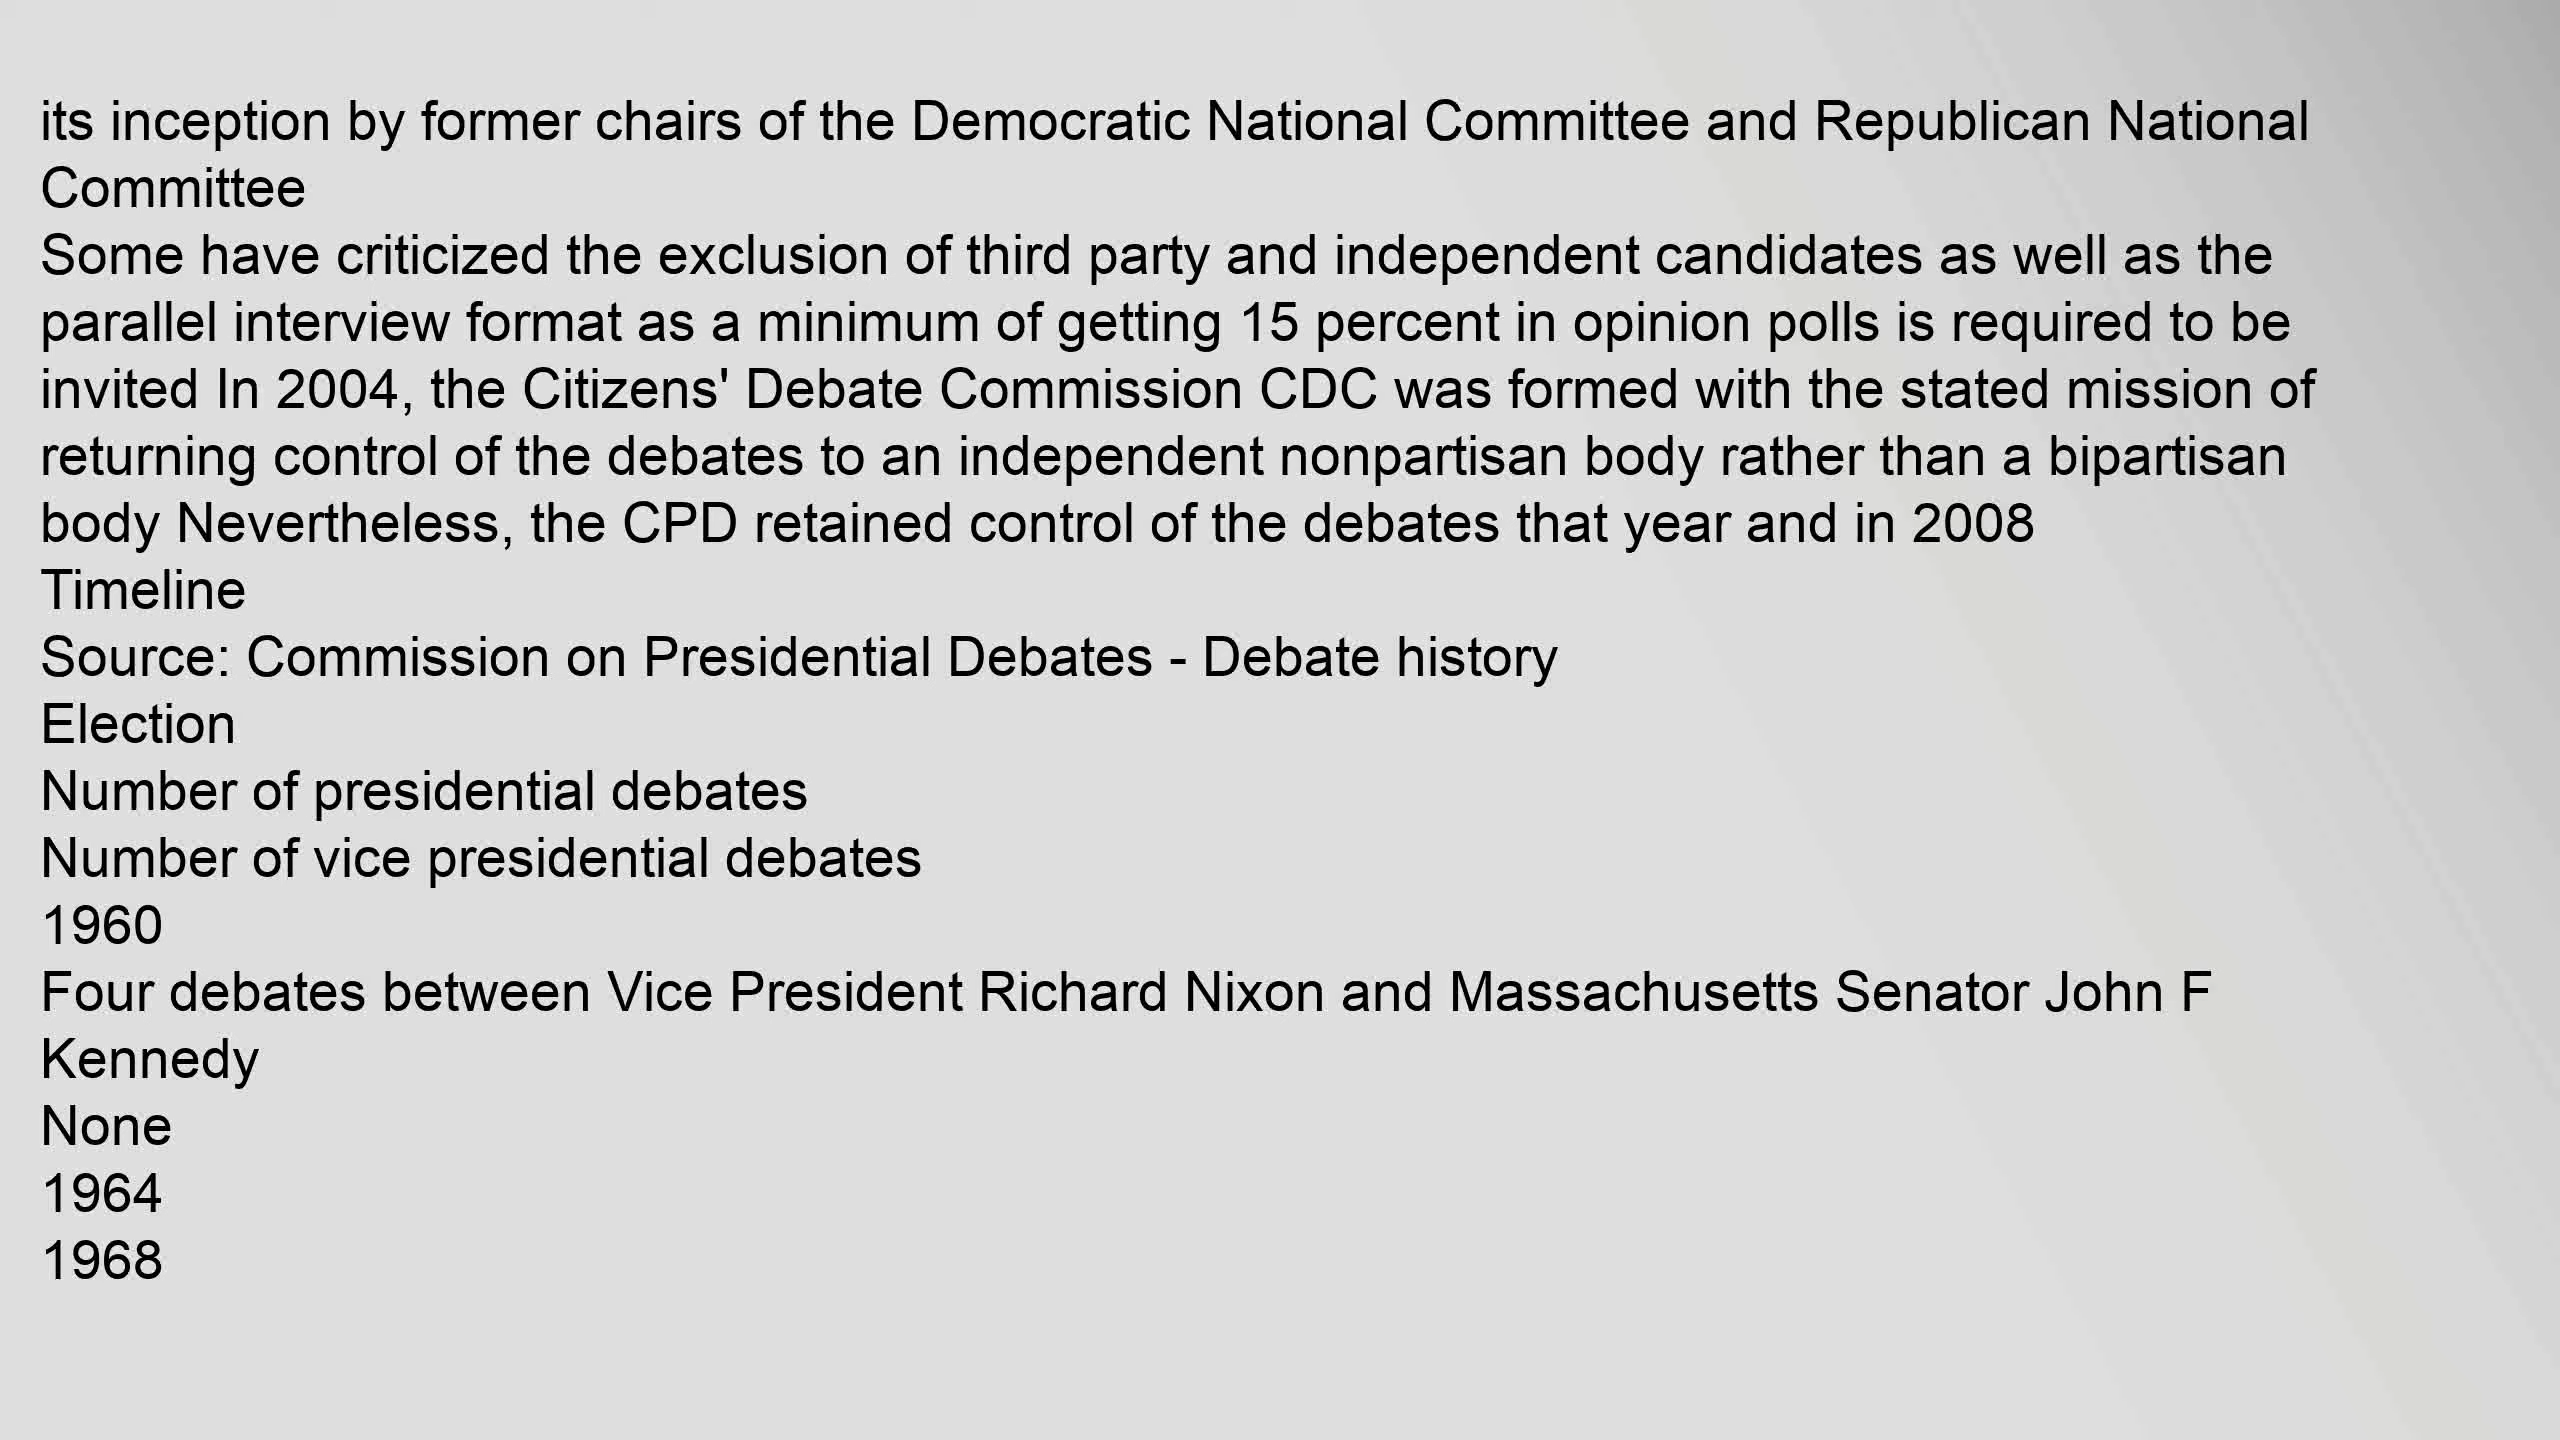 its inception by former chairs of the Democratic National Committee and Republican National
Committee
Some have criticized the exclusion of third party and independent candidates as well as the
parallel interview format as a minimum of getting 15 percent in opinion polls is required to be
invited In 2004, the Citizens' Debate Commission CDC was formed with the stated mission of
returning control of the debates to an independent nonpartisan body rather than a bipartisan
body Nevertheless, the CPD retained control of the debates that year and in 2008
Timeline
Source: Commission on Presidential Debates - Debate history
Election
Number of presidential debates
Number of vice presidential debates
1960
Four debates between Vice President Richard Nixon and Massachusetts Senator John F
Kennedy
None
1964
1968